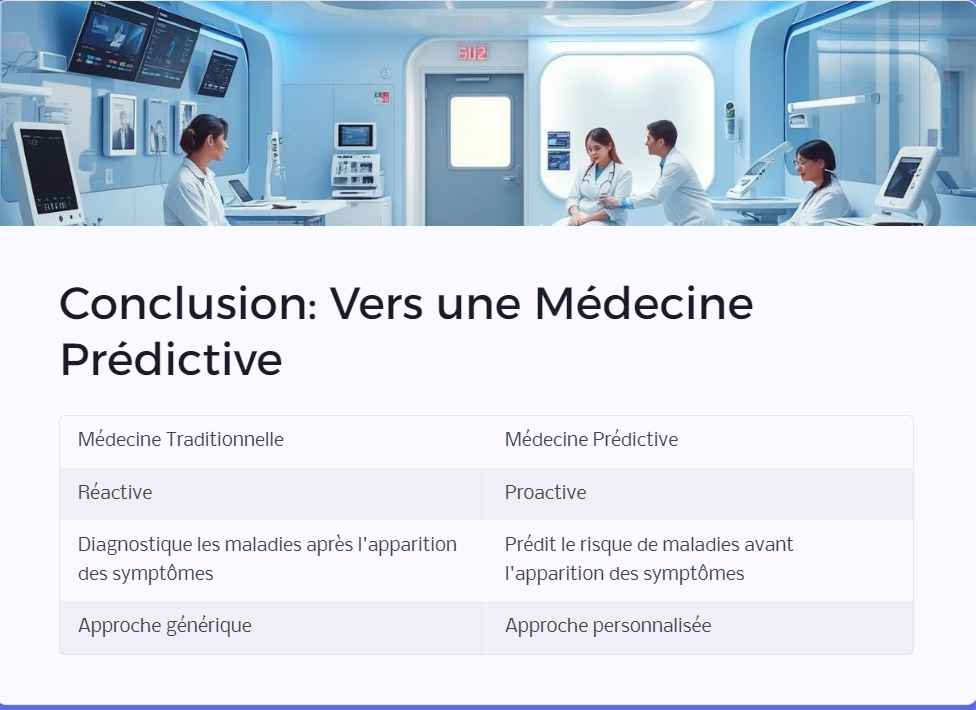 Conclusion: Vers une Médecine
Prédictive
Médecine Traditionnelle
Médecine Prédictive
Réactive
Proactive
Diagnostique les maladies après l'apparition
des symptômes
Prédit le risque de maladies avant
l'apparition des symptômes
Approche générique
Approche personnalisée